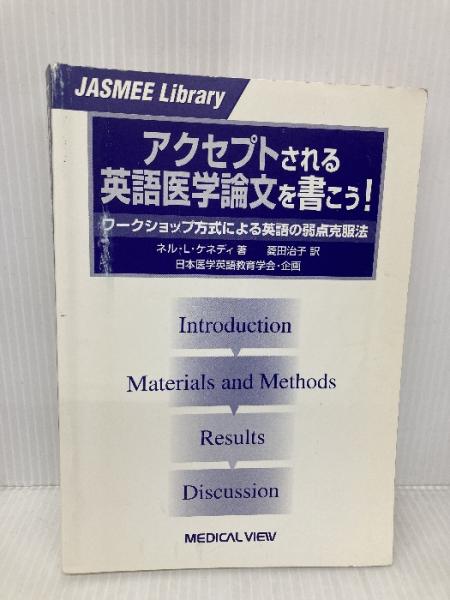 JASMEE Library
アクセプトされる
英語医学論文を書こう!
ワークショップ方式による英語の弱点克服法
ネル・L・ケネディ 著 菱田治子 訳
日本医学英語教育学会・企画
Introduction
Materials and Methods
Results
Discussion
MEDICAL VIEW